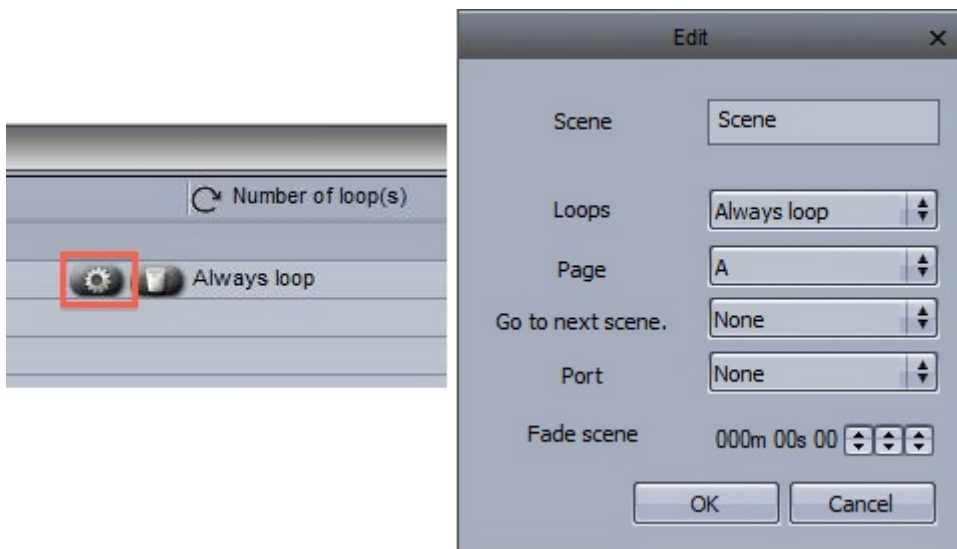 Number of loop(s)
Always loop
Edit
Scene Scene
Loops Always loop
Page A
Go to next scene. None
Port None
Fade scene 000m 00s 00
OK Cancel